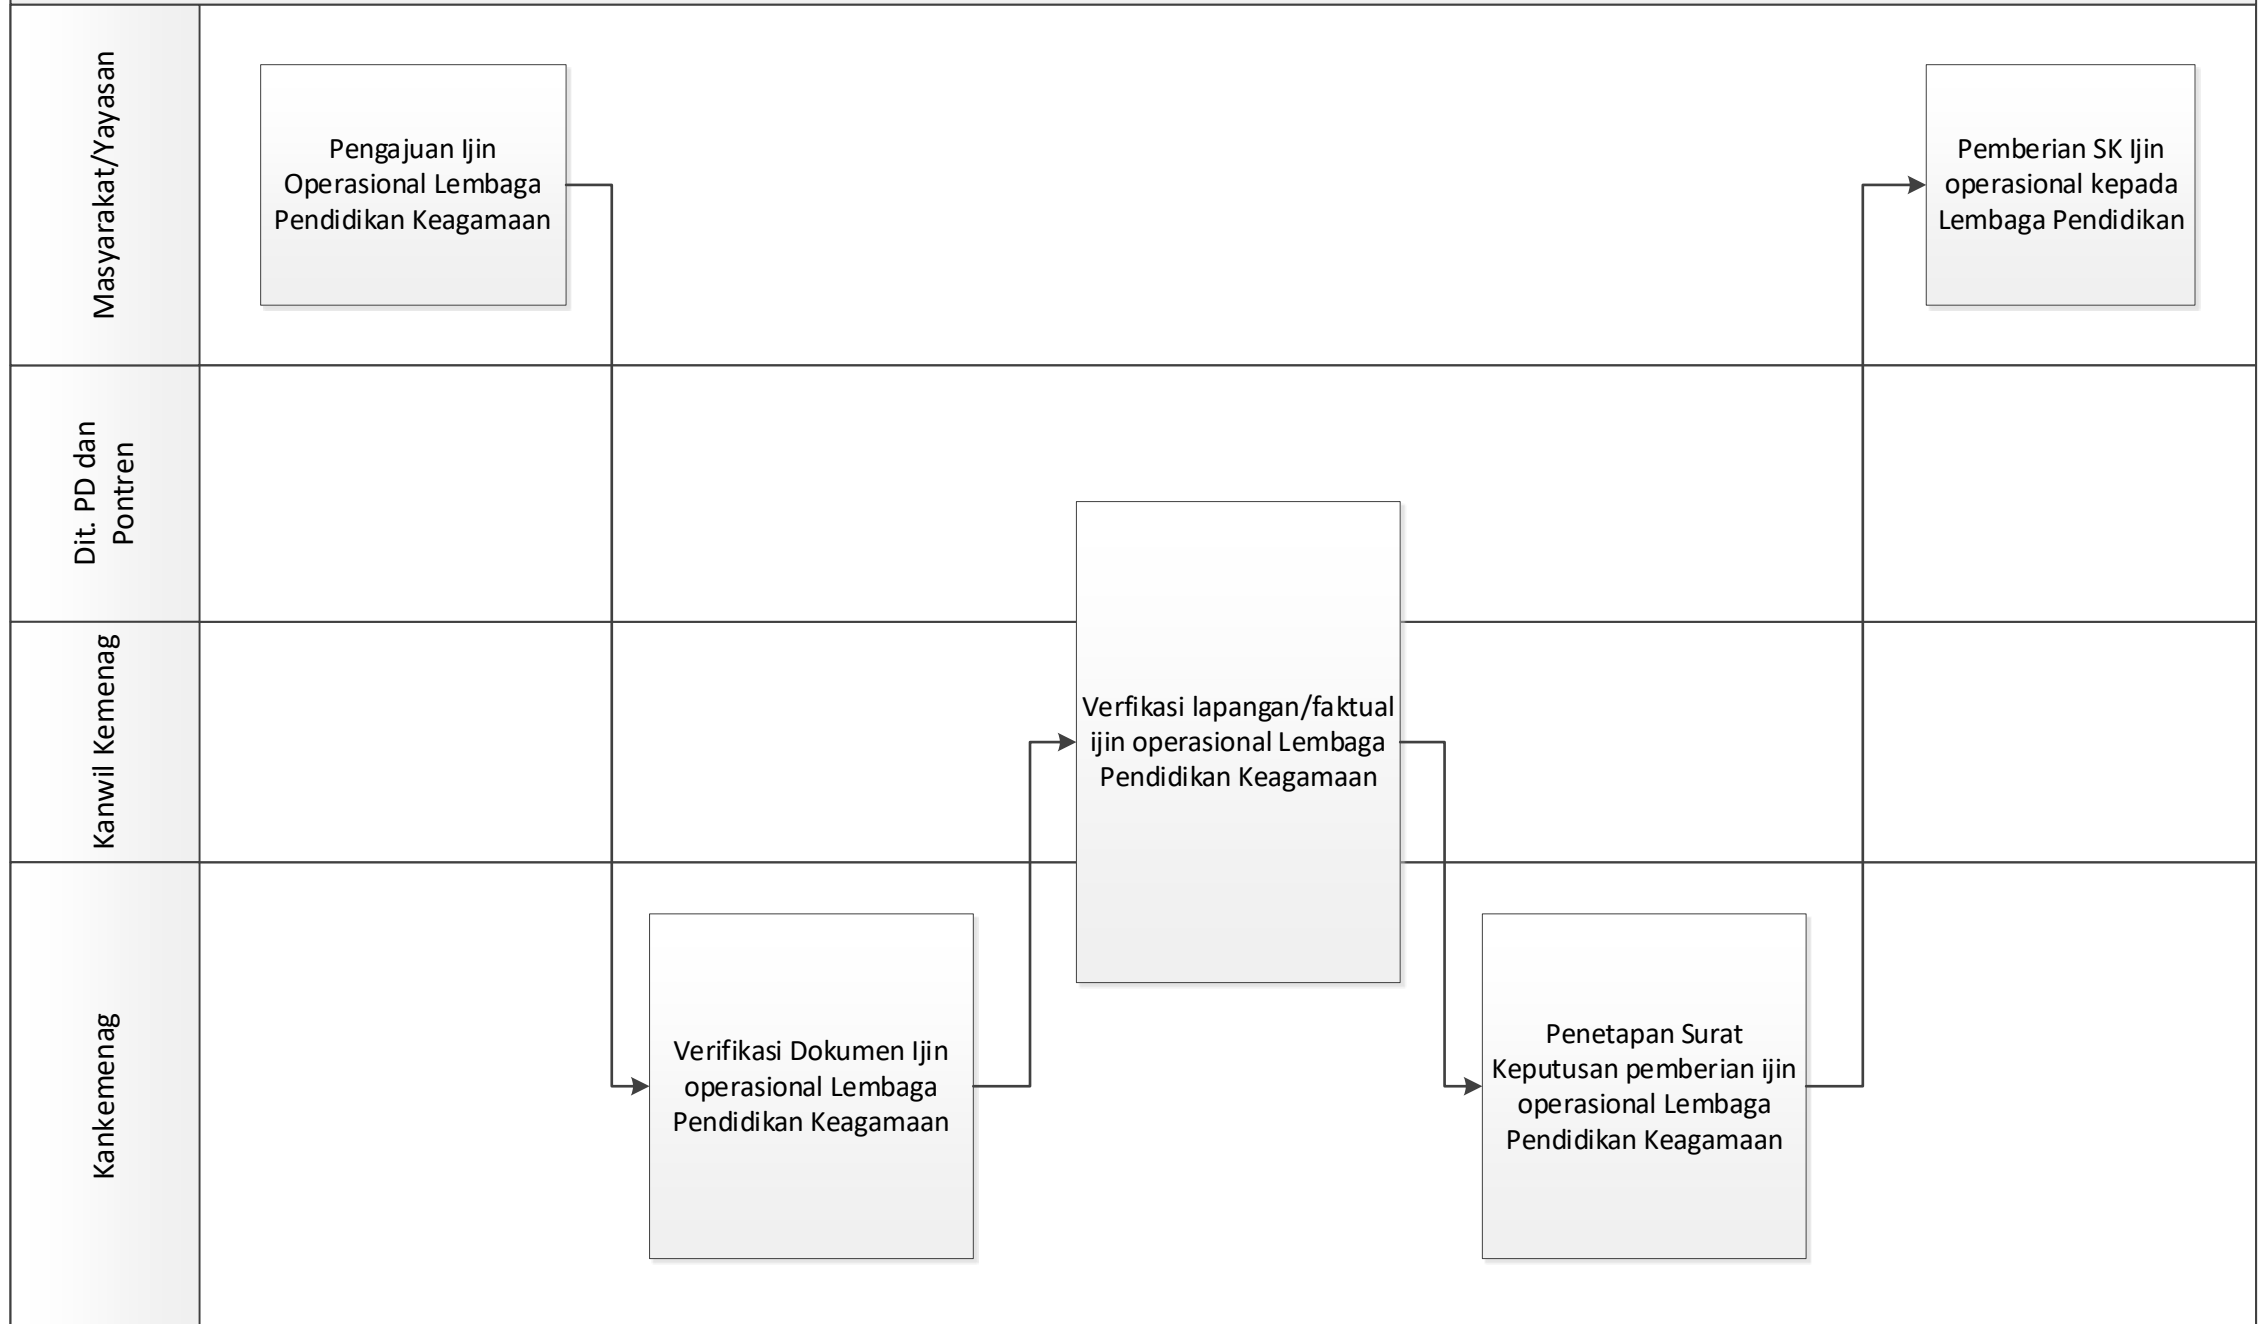 Masyarakat/Yayasan
Pengajuan Ijin
Operasional Lembaga
Pendidikan Keagamaan
Pemberian SK Ijin
operasional kepada
Lembaga Pendidikan
Dit. PD dan
Pontren
Kanwil Kemenag
Verfikasi lapangan/faktual
ijin operasional Lembaga
Pendidikan Keagamaan
Kankemenag
Verifikasi Dokumen Ijin
operasional Lembaga
Pendidikan Keagamaan
Penetapan Surat
Keputusan pemberian ijin
operasional Lembaga
Pendidikan Keagamaan